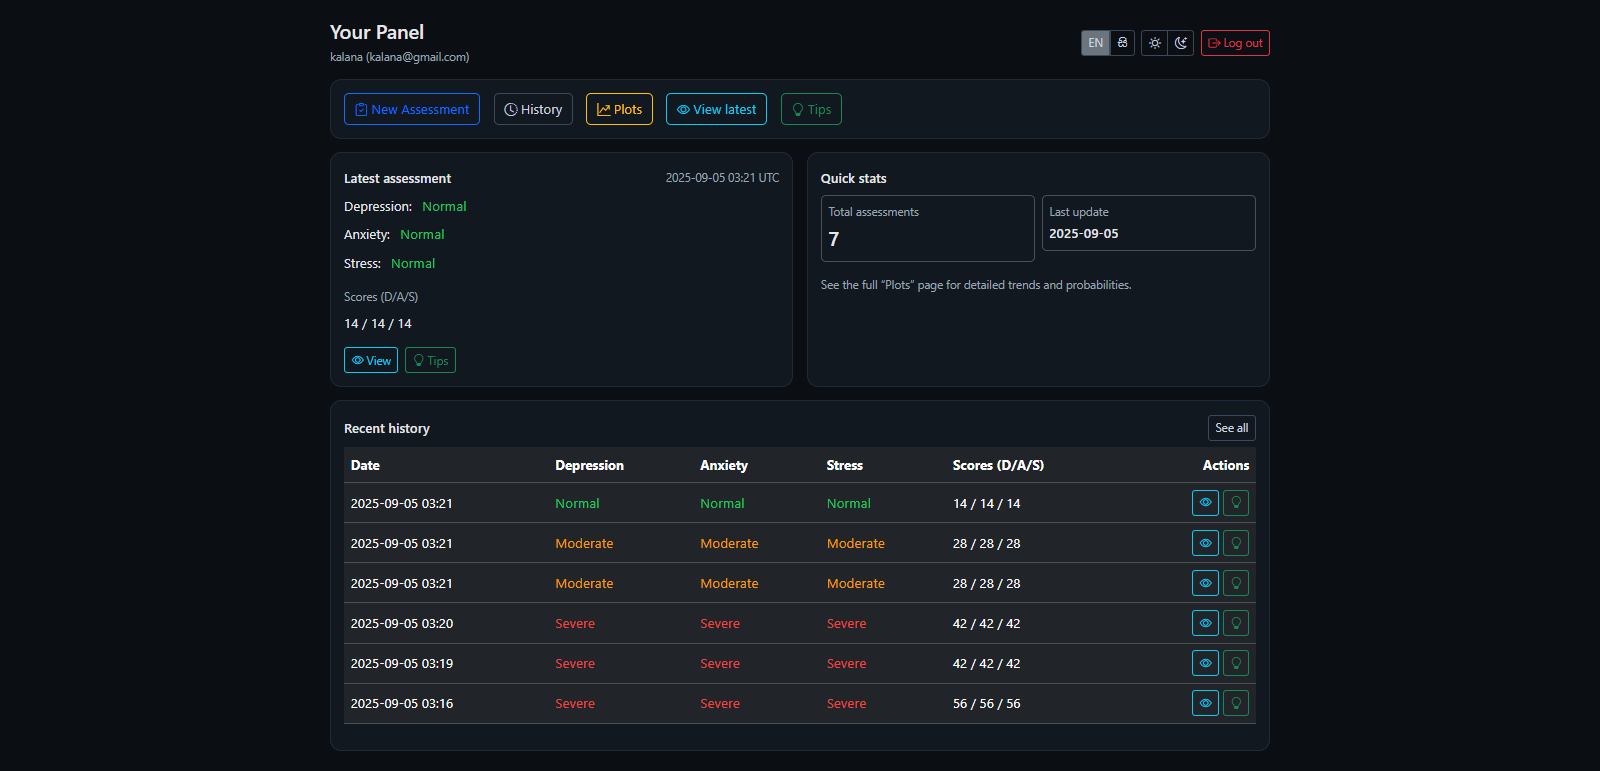 Your Panel
kalana (kalana@gmail.com)
EN
Log out
New Assessment History Plots View latest Tips
Latest assessment 2025-09-05 03:21 UTC
Depression: Normal
Anxiety: Normal
Stress: Normal
Scores (D/A/S)
14 / 14 / 14
View Tips
Quick stats
Total assessments
7
Last update
2025-09-05
See the full “Plots” page for detailed trends and probabilities.
Recent history See all
Date Depression Anxiety Stress Scores (D/A/S) Actions
2025-09-05 03:21 Normal Normal Normal 14 / 14 / 14
2025-09-05 03:21 Moderate Moderate Moderate 28 / 28 / 28
2025-09-05 03:21 Moderate Moderate Moderate 28 / 28 / 28
2025-09-05 03:20 Severe Severe Severe 42 / 42 / 42
2025-09-05 03:19 Severe Severe Severe 42 / 42 / 42
2025-09-05 03:16 Severe Severe Severe 56 / 56 / 56